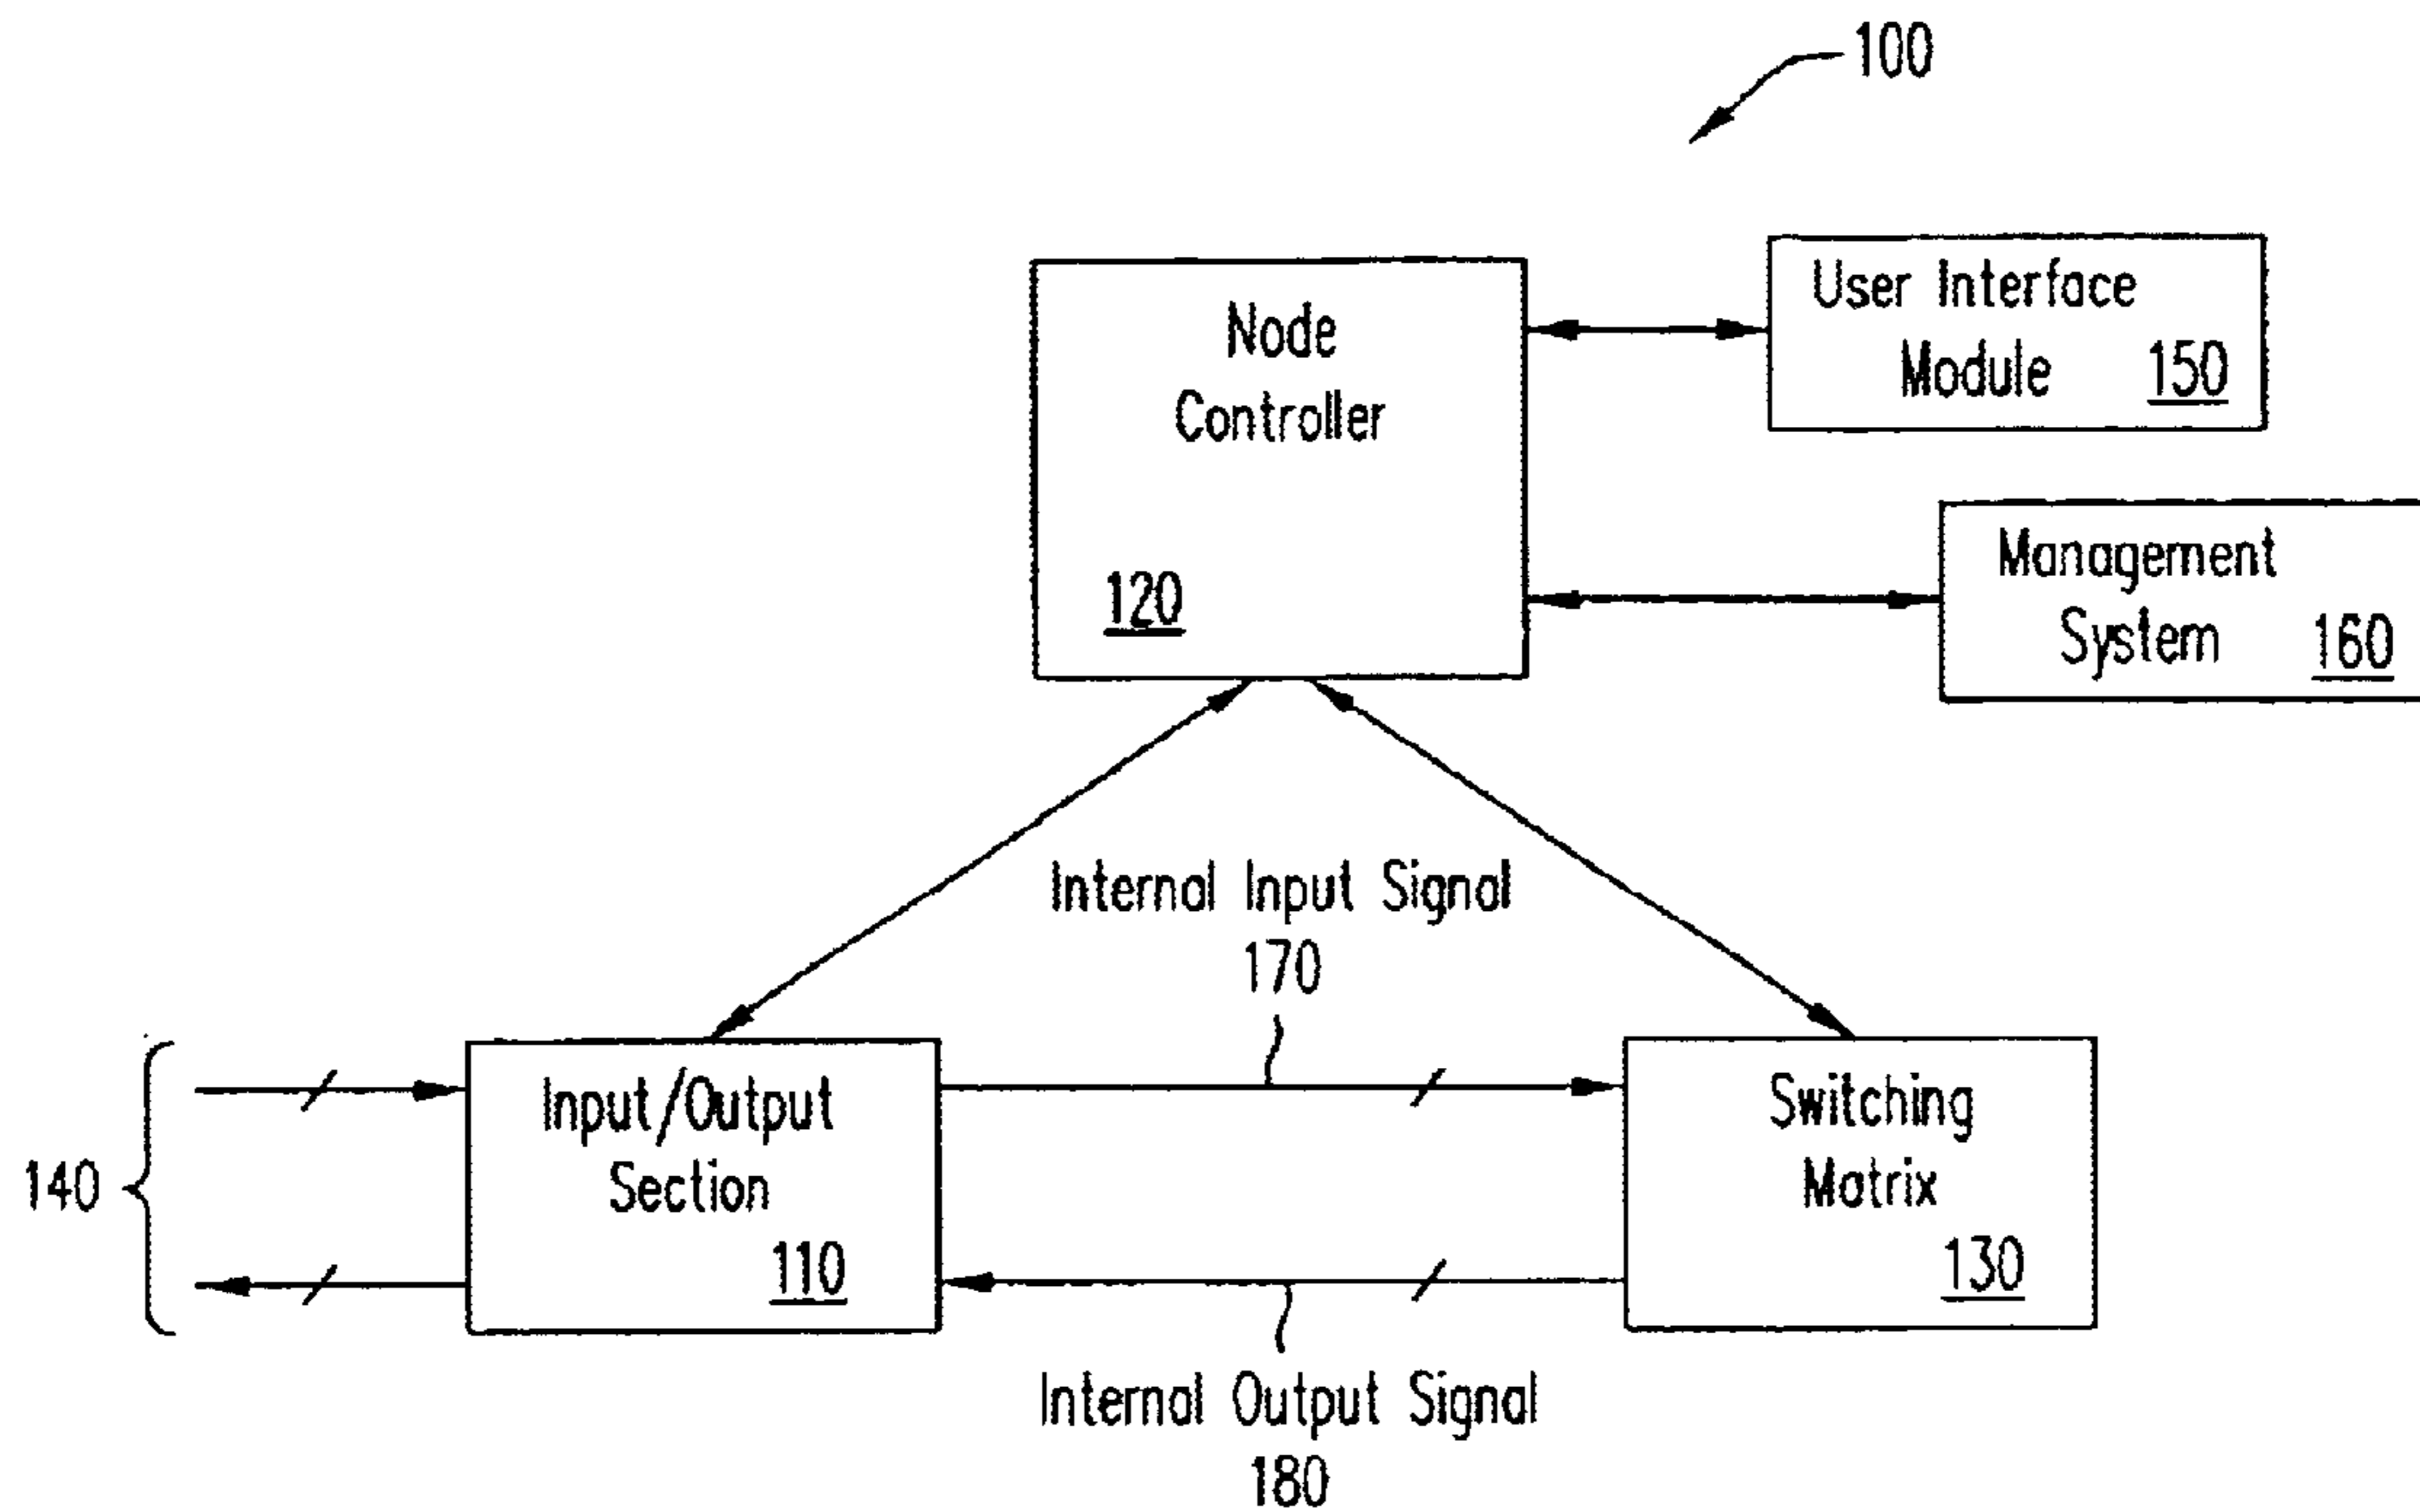 100
Node
Controller
120
User Interface
Module 150
Management
System 160
Internal Input Signal
170
140
Input/Output
Section
110
Switching
Matrix
130
Internal Output Signal
180